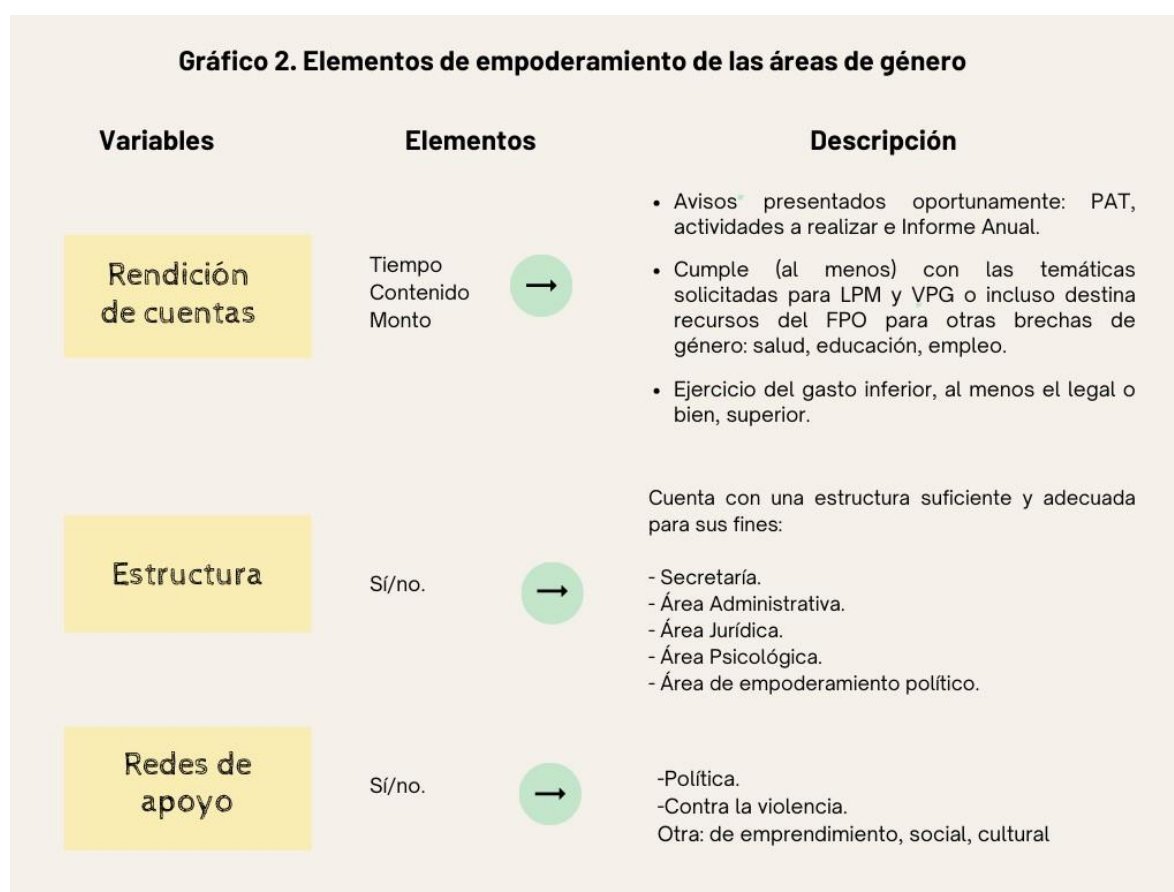 Gráfico 2. Elementos de empoderamiento de las áreas de género
Variables
Elementos
Descripción
Rendición
de cuentas
Tiempo
Contenido
Monto
→
• Avisos presentados oportunamente: PAT,
actividades a realizar e Informe Anual.
• Cumple (al menos) con las temáticas
solicitadas para LPM y VPG o incluso destina
recursos del FPO para otras brechas de
género: salud, educación, empleo.
• Ejercicio del gasto inferior, al menos el legal o
bien, superior.
Estructura
Sí/no.
→
Cuenta con una estructura suficiente y adecuada
para sus fines:
- Secretaría.
- Área Administrativa.
- Área Jurídica.
- Área Psicológica.
- Área de empoderamiento político.
Redes de
apoyo
Sí/no.
→
-Política.
-Contra la violencia.
Otra: de emprendimiento, social, cultural